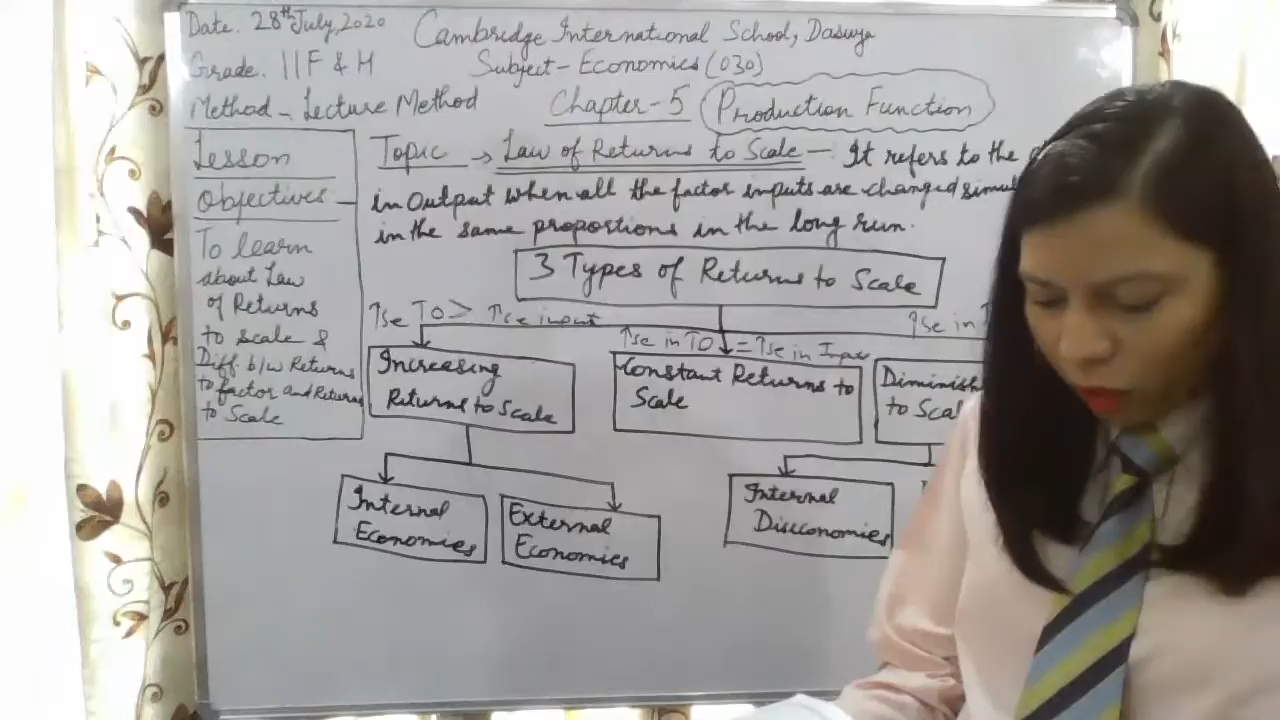 Date. 28th July, 2020
Cambridge International School, Dasuya
Grade. 11 F & H
Subject - Economics (030)
Method - Lecture Method
Chapter - 5 Production Function
Lesson
Objectives -
To learn
about Law
of Returns
to Scale &
Diff. b/w Returns
to factor and Returns
to Scale
Topic → Law of Returns to Scale - It refers to the
in Output when all the factor inputs are changed
in the same proportions in the long run.
3 Types of Returns to Scale
↑se TO > ↑se input
↑se in TO = ↑se in Input
↑se in
Increasing
Returns to Scale
Constant Returns to
Scale
to
Internal
Economies
External
Economies
Internal
Diseconomies